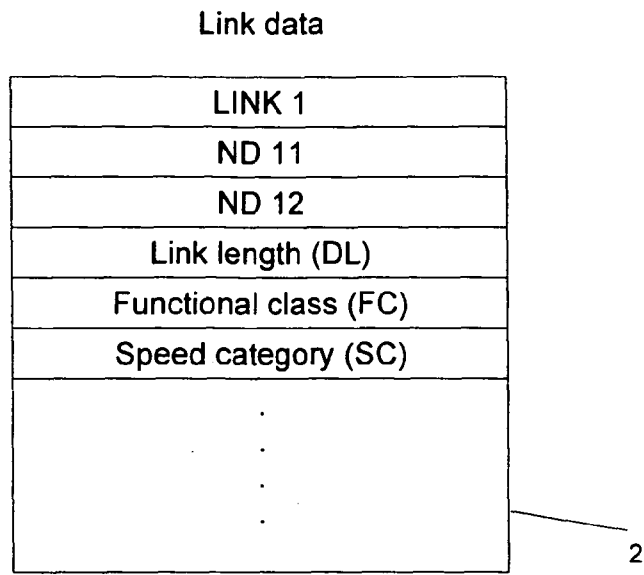 Link data
LINK 1
ND 11
ND 12
Link length (DL)
Functional class (FC)
Speed category (SC)
.
.
.
.
2